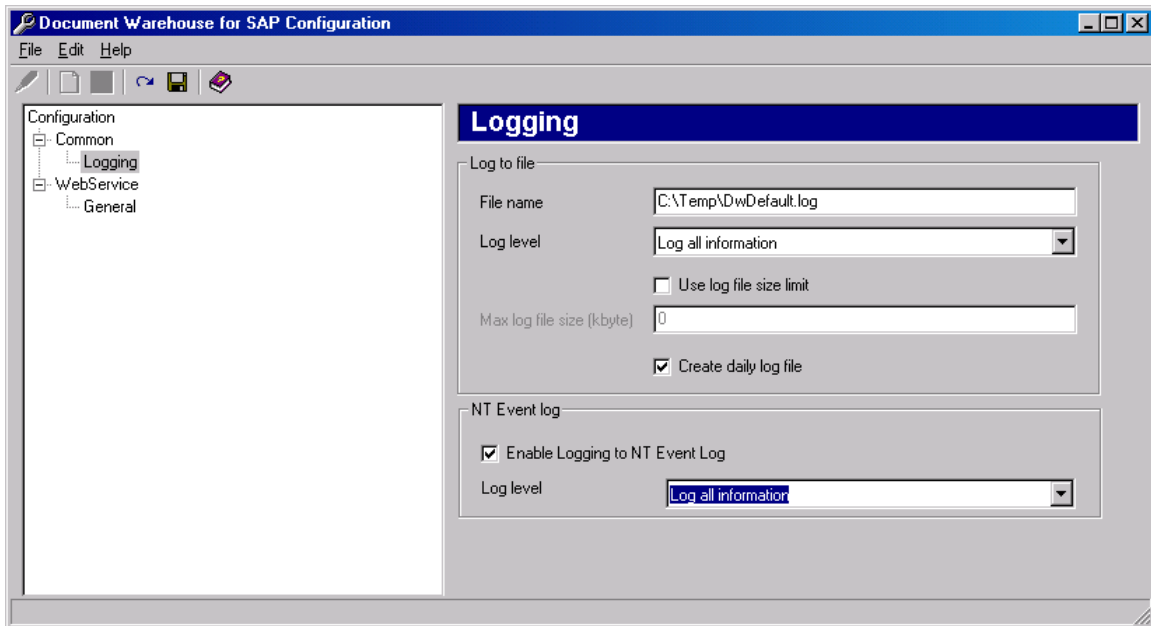 Document Warehouse for SAP Configuration
File Edit Help
Configuration
Common
Logging
WebService
General
Logging
Log to file
File name C:\Temp\DwDefault.log
Log level Log all information
Use log file size limit
Max log file size (kbyte) 0
Create daily log file
NT Event log
Enable Logging to NT Event Log
Log level Log all information